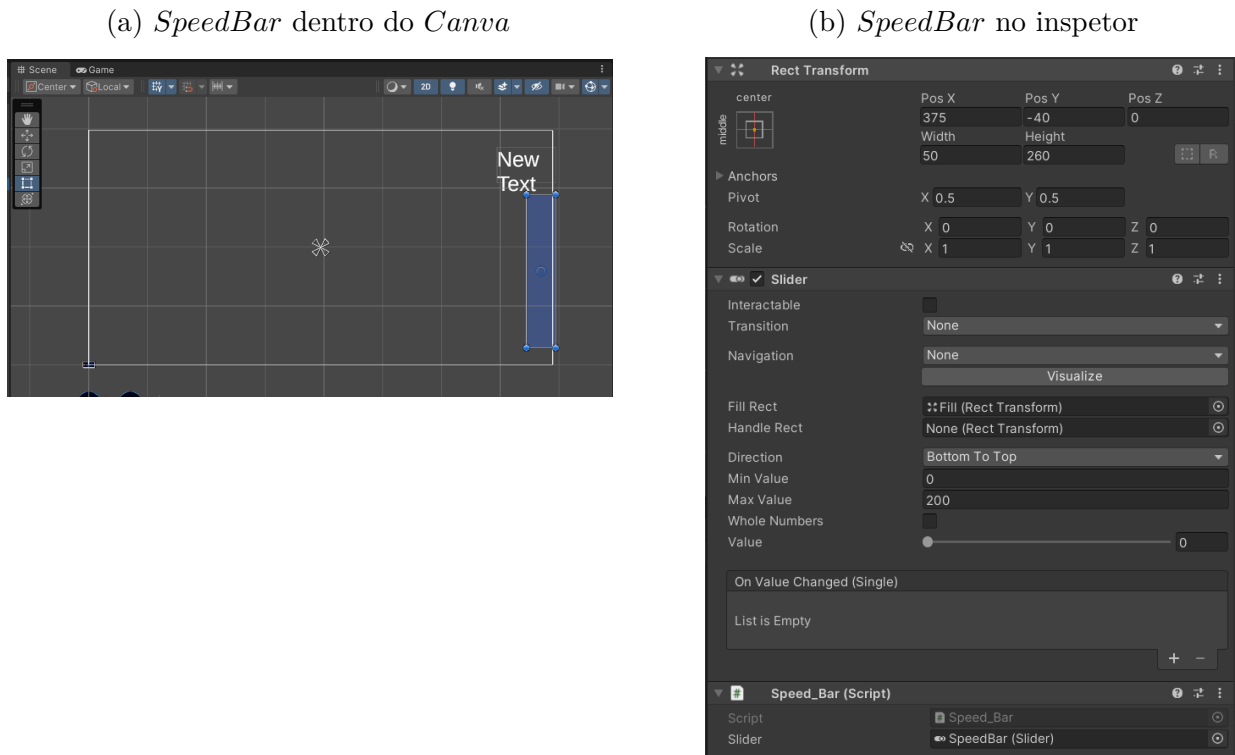 (a) SpeedBar dentro do Canva
Scene Game
Center Local 2D
New
Text
(b) SpeedBar no inspetor
Rect Transform
center
middle
Pos X Pos Y Pos Z
375 -40 0
Width Height
50 260
R
Anchors
Pivot X 0.5 Y 0.5
Rotation X 0 Y 0 Z 0
Scale X 1 Y 1 Z 1
Slider
Interactable
Transition None
Navigation None
Visualize
Fill Rect Fill (Rect Transform)
Handle Rect None (Rect Transform)
Direction Bottom To Top
Min Value 0
Max Value 200
Whole Numbers
Value 0
On Value Changed (Single)
List is Empty
+ −
# Speed_Bar (Script)
Script Speed_Bar
Slider SpeedBar (Slider)